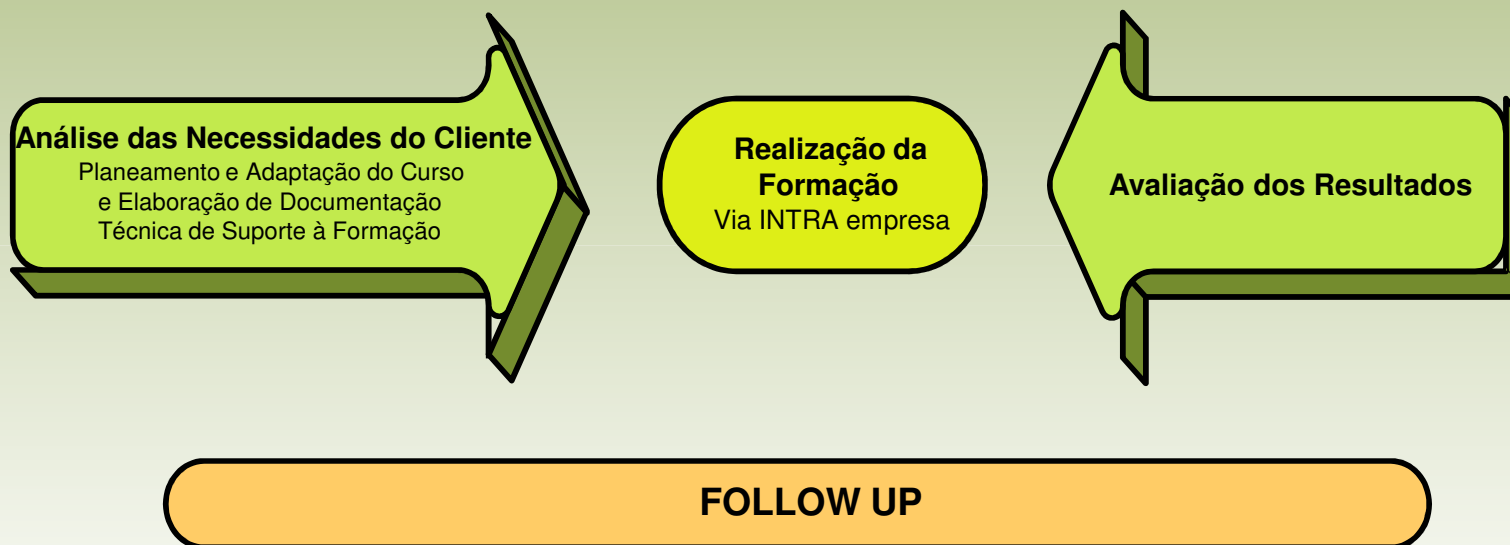 Análise das Necessidades do Cliente
Planeamento e Adaptação do Curso
e Elaboração de Documentação
Técnica de Suporte à Formação
Realização da
Formação
Via INTRA empresa
Avaliação dos Resultados
FOLLOW UP